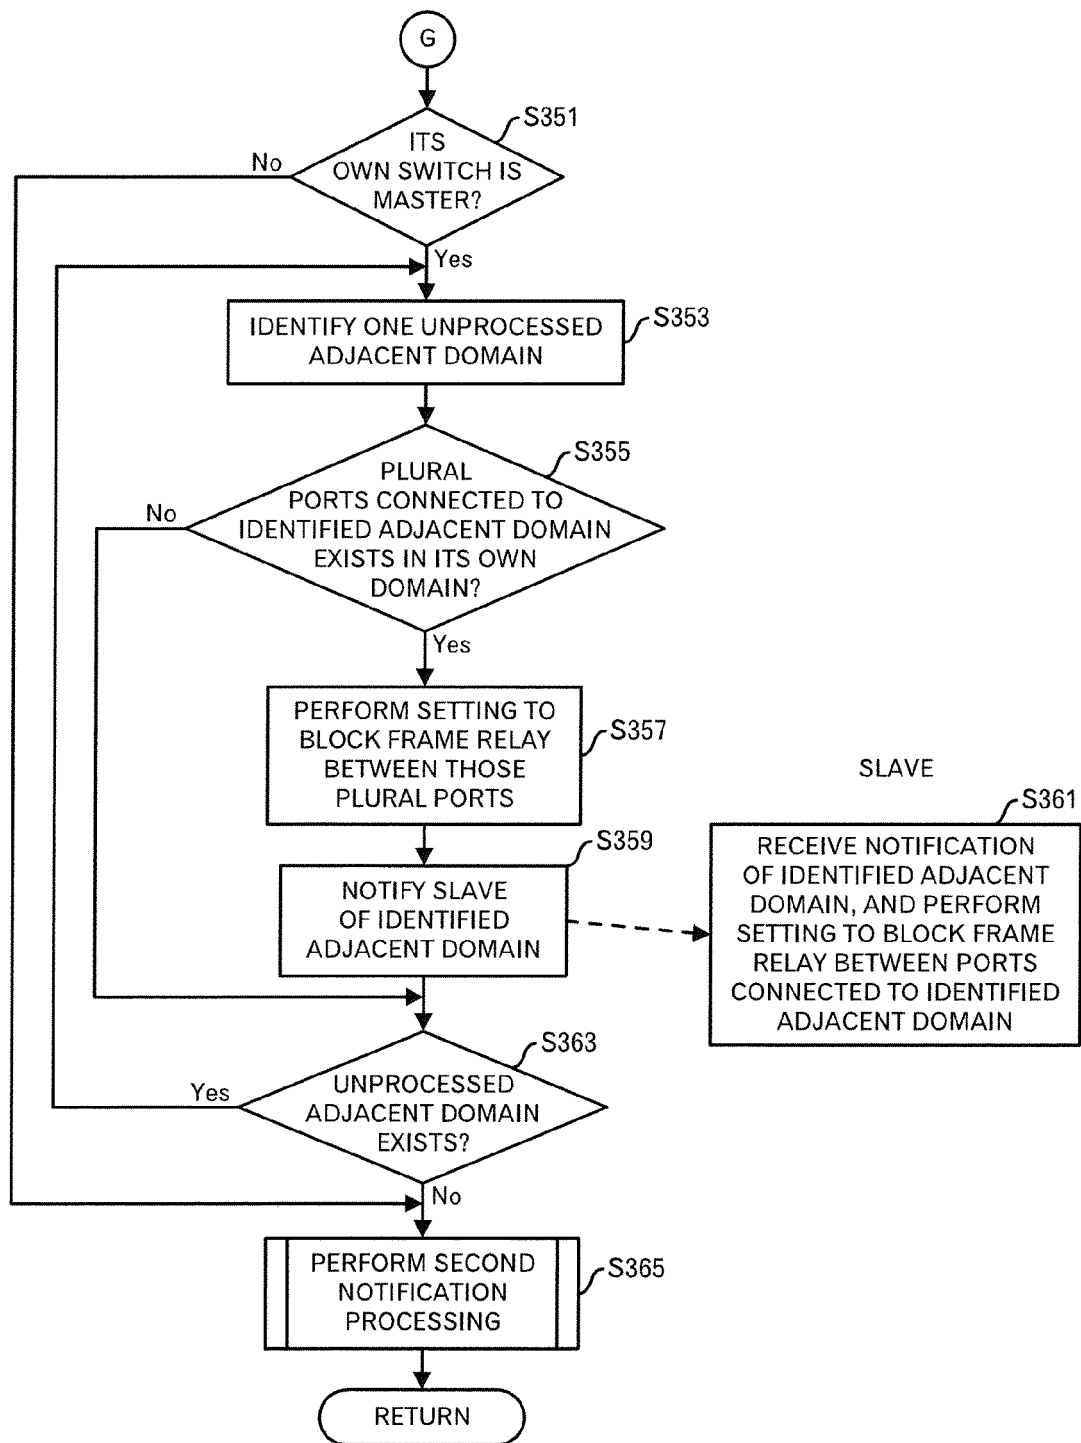 G
S351
ITS
OWN SWITCH IS
MASTER?
No
Yes
S353
IDENTIFY ONE UNPROCESSED
ADJACENT DOMAIN
S355
PLURAL
PORTS CONNECTED TO
IDENTIFIED ADJACENT DOMAIN
EXISTS IN ITS OWN
DOMAIN?
No
Yes
S357
PERFORM SETTING TO
BLOCK FRAME RELAY
BETWEEN THOSE
PLURAL PORTS
S359
NOTIFY SLAVE
OF IDENTIFIED
ADJACENT DOMAIN
SLAVE
S361
RECEIVE NOTIFICATION
OF IDENTIFIED ADJACENT
DOMAIN, AND PERFORM
SETTING TO BLOCK FRAME
RELAY BETWEEN PORTS
CONNECTED TO IDENTIFIED
ADJACENT DOMAIN
S363
UNPROCESSED
ADJACENT DOMAIN
EXISTS?
Yes
No
S365
PERFORM SECOND
NOTIFICATION
PROCESSING
RETURN